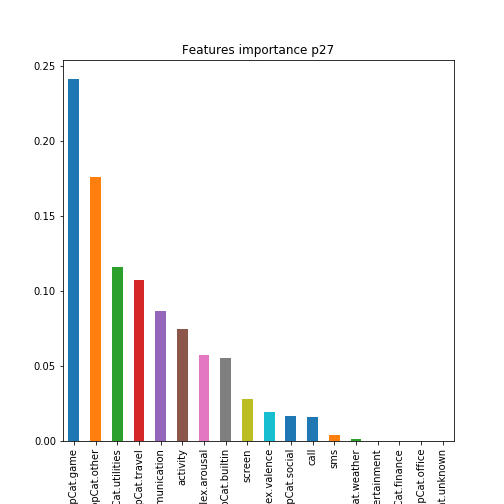 Features importance p27
0.25
0.20
0.15
0.10
0.05
0.00
pCat.game
pCat.other
Cat.utilities
pCat.travel
munication
activity
lex.arousal
pCat.builtin
screen
ex.valence
pCat.social
call
sms
at.weather
ertainment
Cat.finance
pCat.office
t.unknown